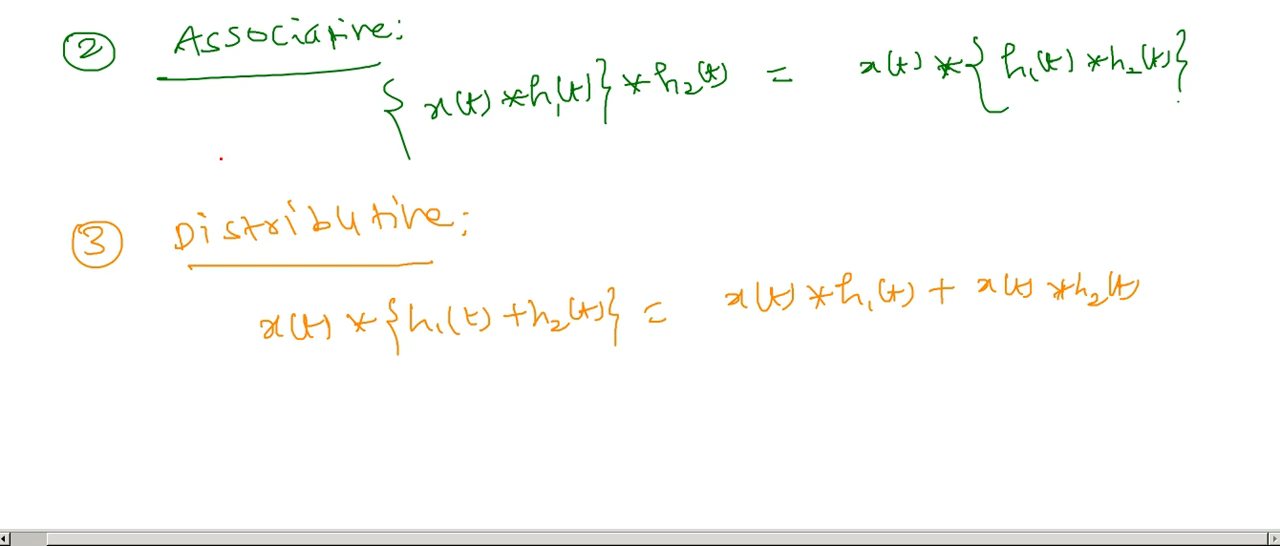 ② Associative:
{x(t) * h₁(t)} * h₂(t) = x(t) * {h₁(t) * h₂(t)}
③ Distributive:
x(t) * {h₁(t) + h₂(t)} = x(t) * h₁(t) + x(t) * h₂(t)